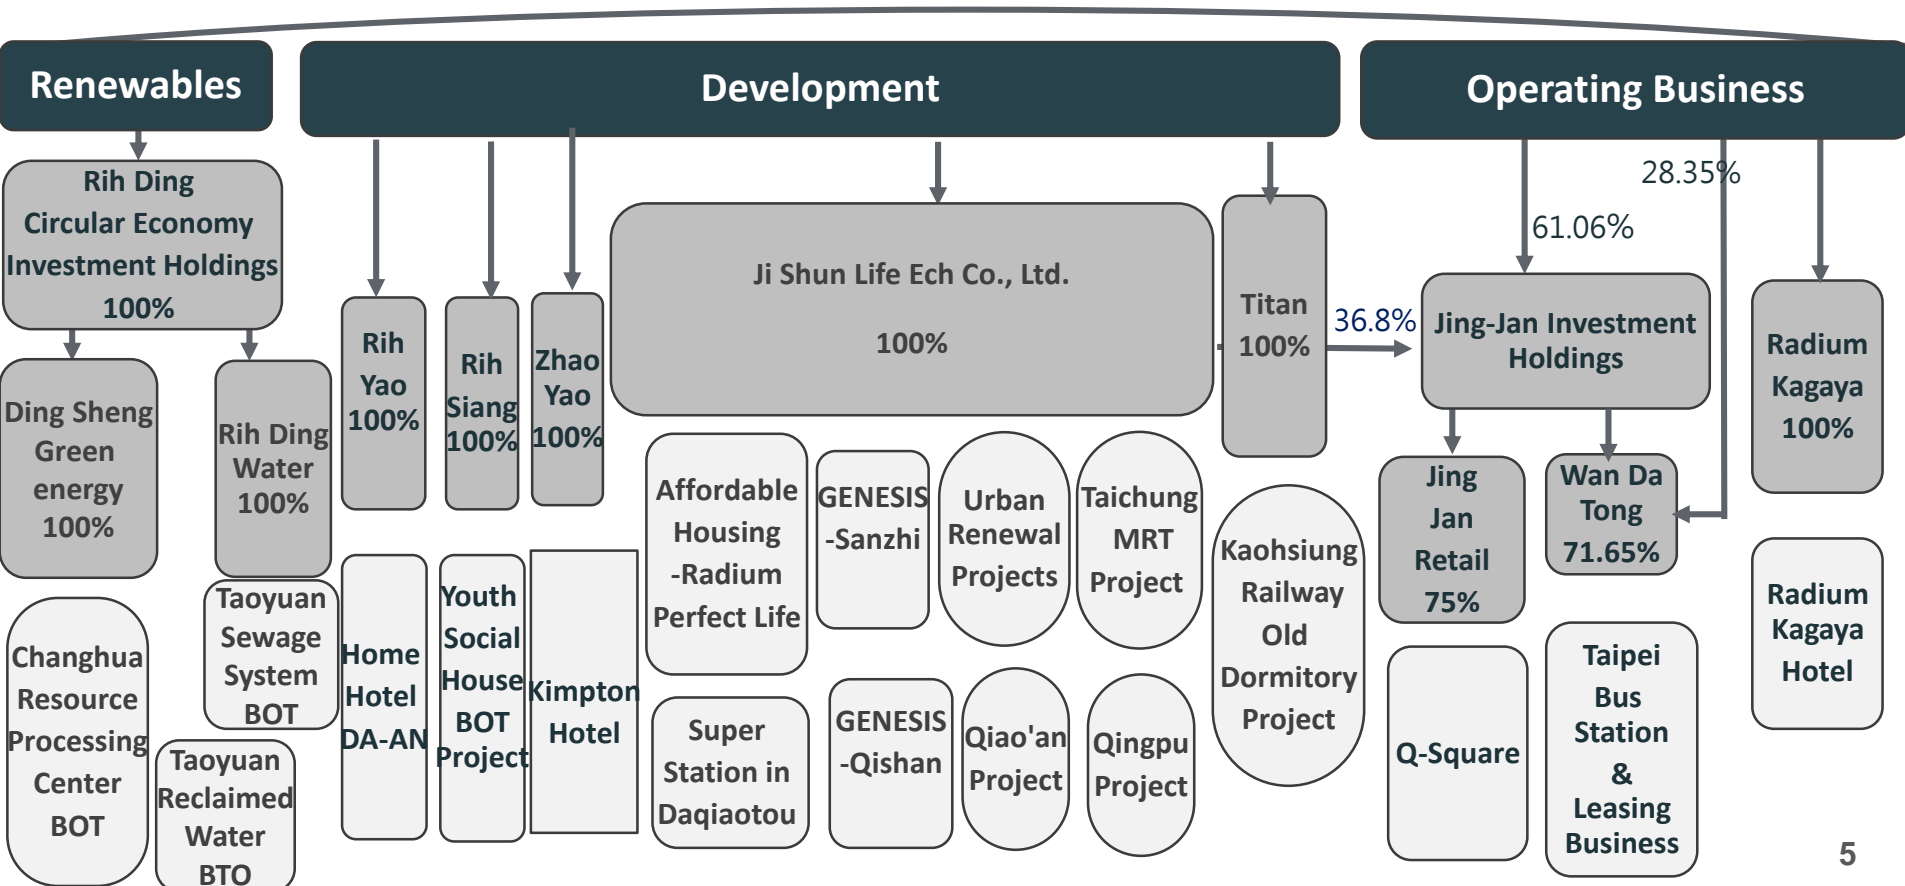 Renewables
Development
Operating Business
Rih Ding
Circular Economy
Investment Holdings
100%
Ding Sheng
Green
energy
100%
Rih Ding
Water
100%
Changhua
Resource
Processing
Center
BOT
Taoyuan
Sewage
System
BOT
Taoyuan
Reclaimed
Water
BTO
Rih
Yao
100%
Rih
Siang
100%
Zhao
Yao
100%
Home
Hotel
DA-AN
Youth
Social
House
BOT
Project
Kimpton
Hotel
Ji Shun Life Ech Co., Ltd.
100%
Affordable
Housing
-Radium
Perfect Life
GENESIS
-Sanzhi
Urban
Renewal
Projects
Taichung
MRT
Project
Super
Station in
Daqiaotou
GENESIS
-Qishan
Qiao'an
Project
Qingpu
Project
Titan
100%
Kaohsiung
Railway
Old
Dormitory
Project
36.8%
61.06%
28.35%
Jing-Jan Investment
Holdings
Jing
Jan
Retail
75%
Wan Da
Tong
71.65%
Q-Square
Taipei
Bus
Station
&
Leasing
Business
Radium
Kagaya
100%
Radium
Kagaya
Hotel
5